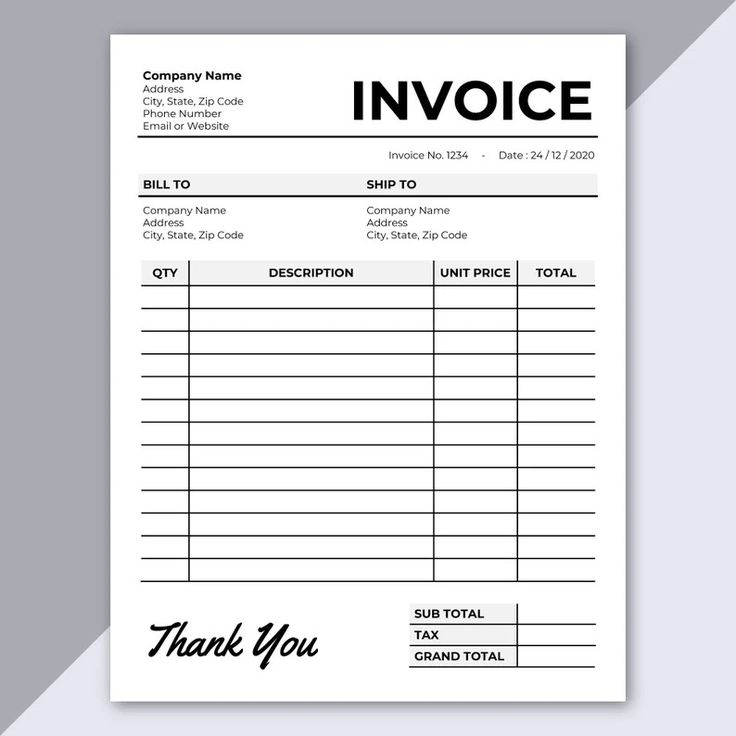 Company Name
Address
City, State, Zip Code
Phone Number
Email or Website
INVOICE
Invoice No. 1234 - Date : 24 / 12 / 2020
BILL TO SHIP TO
Company Name Company Name
Address Address
City, State, Zip Code City, State, Zip Code
QTY DESCRIPTION UNIT PRICE TOTAL
SUB TOTAL
TAX
GRAND TOTAL
Thank You